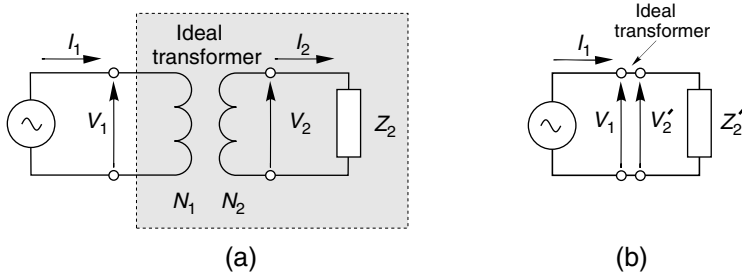 Ideal
transformer
I₁
I₂
V₁
V₂
Z₂
N₁ N₂
(a)
Ideal
transformer
I₁
V₁
V₂′
Z₂′
(b)